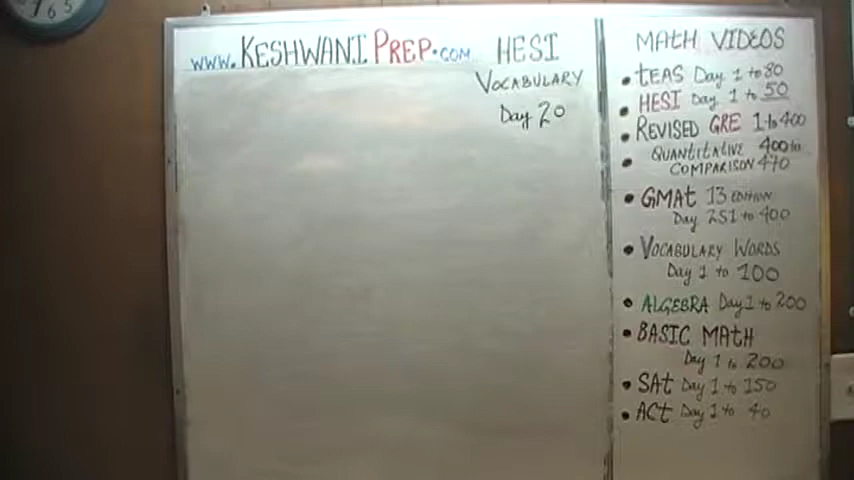 7 6 5
www.KESHWANIPREP.com HESI
VOCABULARY
Day 20
MATH VIDEOS
• tEAS Day 1 to 80
• HESI Day 1 to 50
• REVISED GRE 1 to 400
• QUANtitAtiVE 400 to
COMPARISON 470
• GMAt 13 EDITION
Day 251 to 400
• VOCABULARY WORDS
Day 1 to 100
• ALGEBRA Day 1 to 200
• BASIC MAtH
Day 1 to 200
• SAt Day 1 to 150
• ACt Day 1 to 40